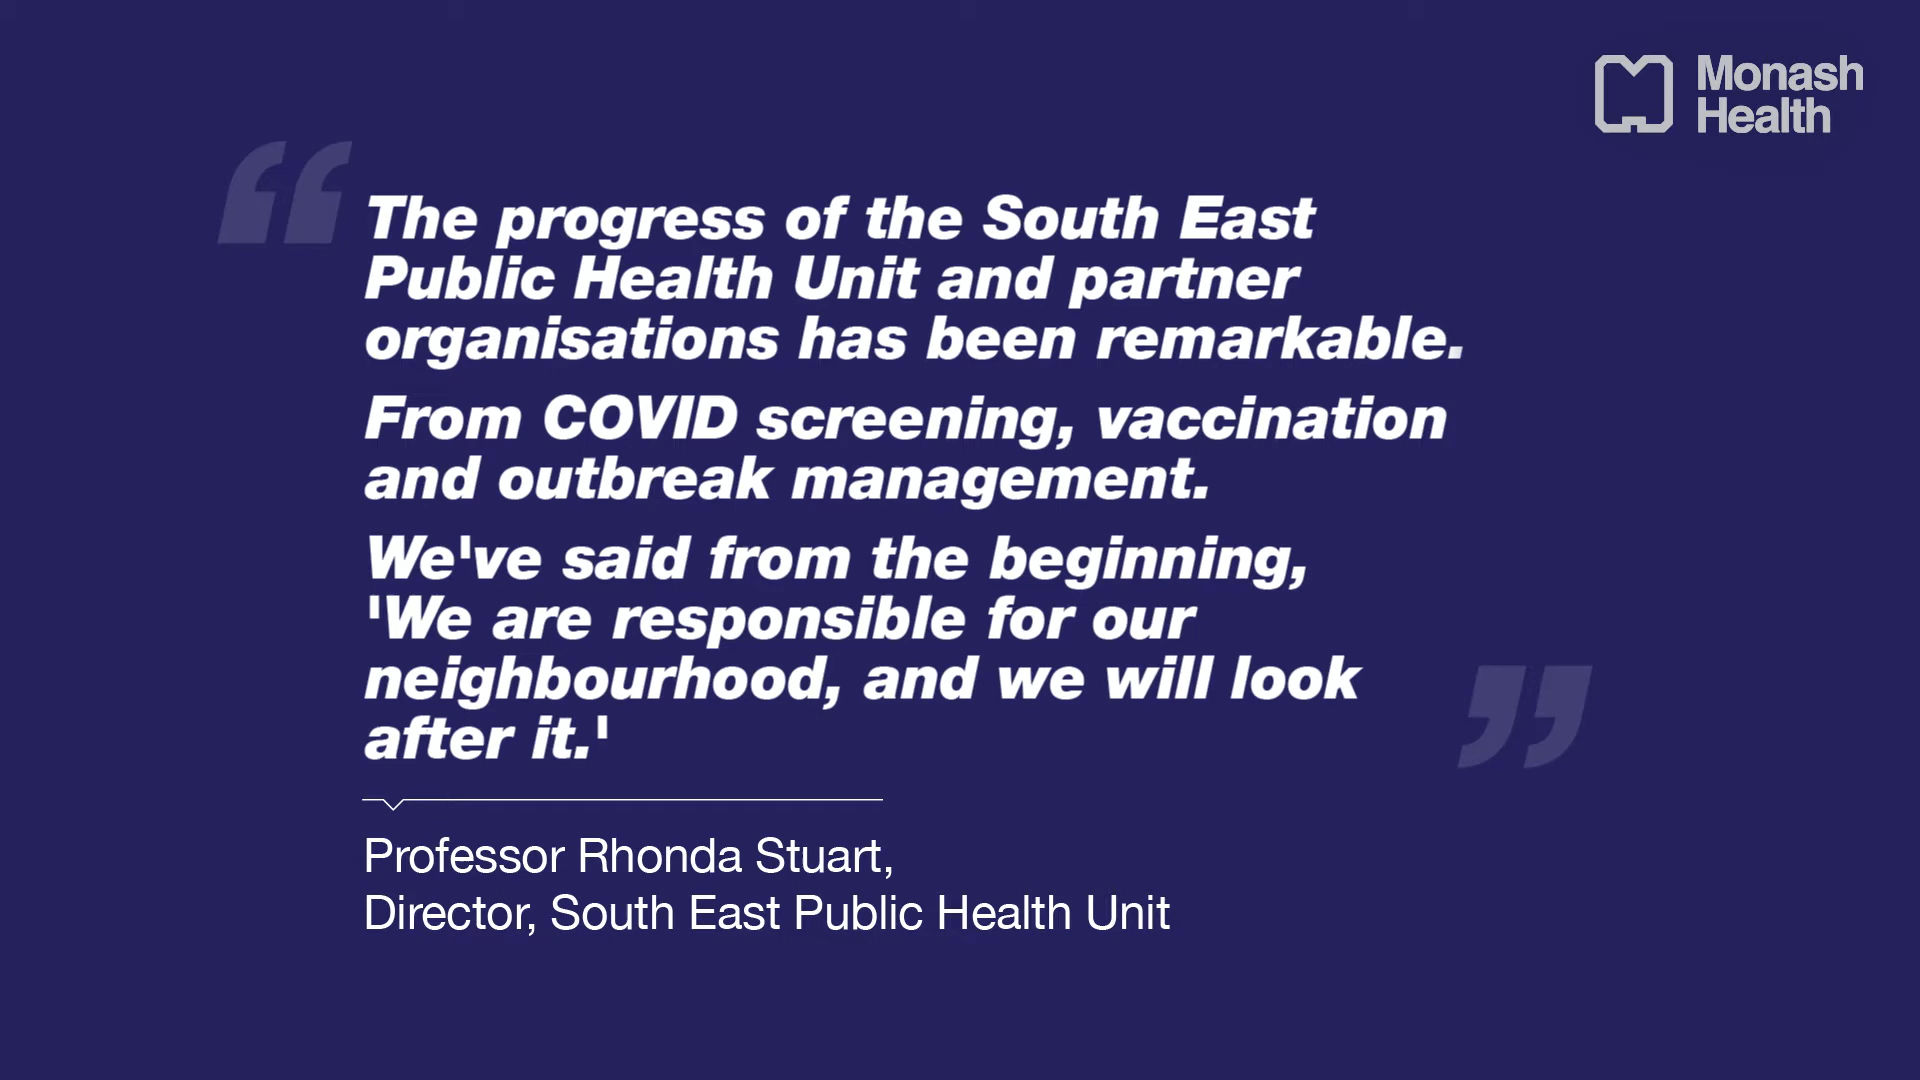 Monash
Health
The progress of the South East
Public Health Unit and partner
organisations has been remarkable.
From COVID screening, vaccination
and outbreak management.
We've said from the beginning,
'We are responsible for our
neighbourhood, and we will look
after it.'
Professor Rhonda Stuart,
Director, South East Public Health Unit